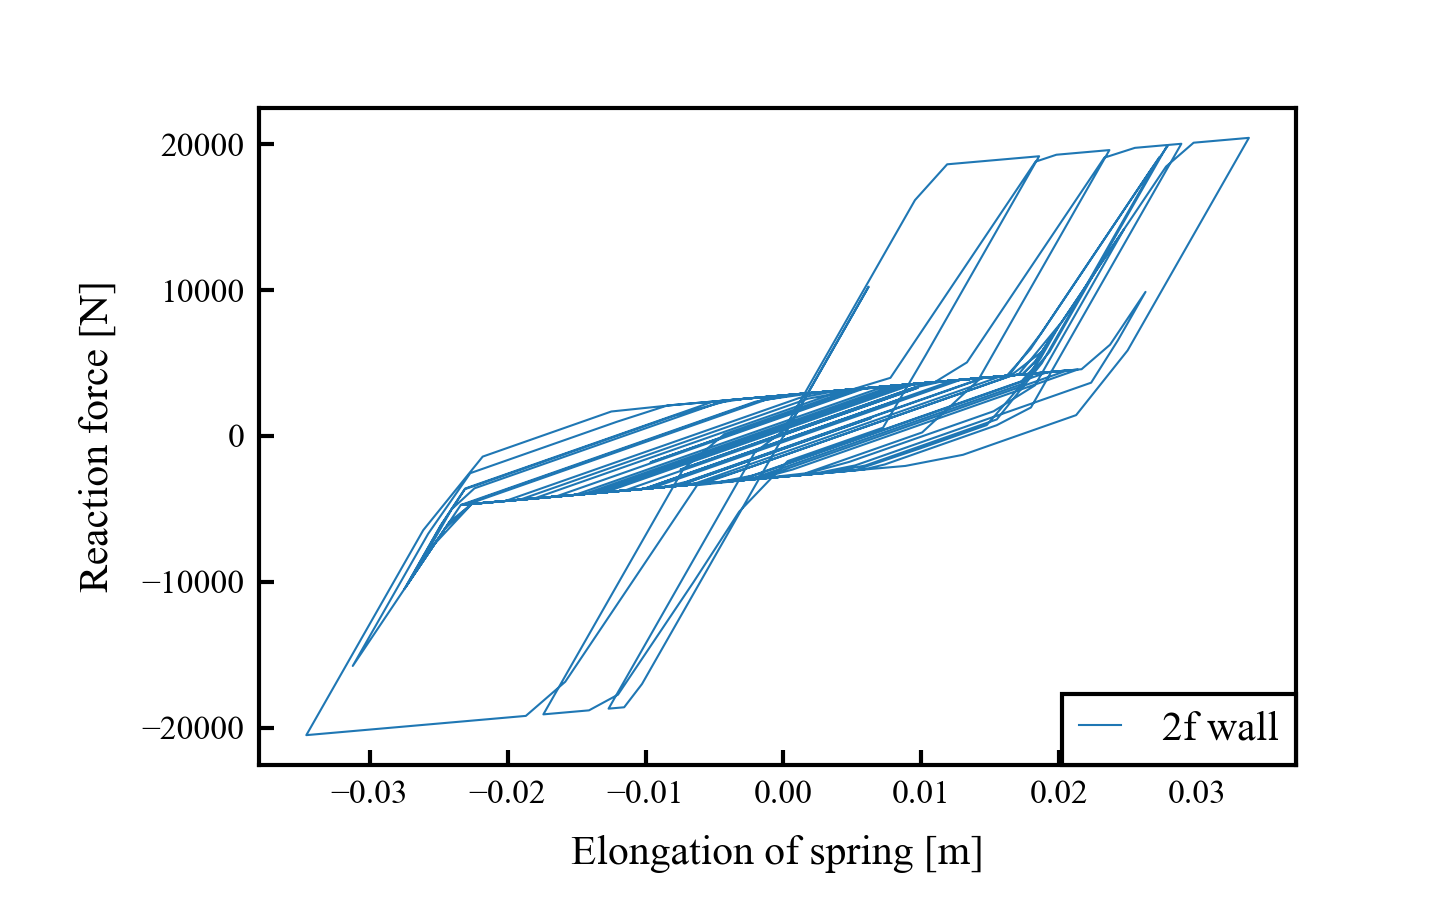 20000
10000
0
−10000
−20000
Reaction force [N]
−0.03 −0.02 −0.01 0.00 0.01 0.02 0.03
Elongation of spring [m]
2f wall